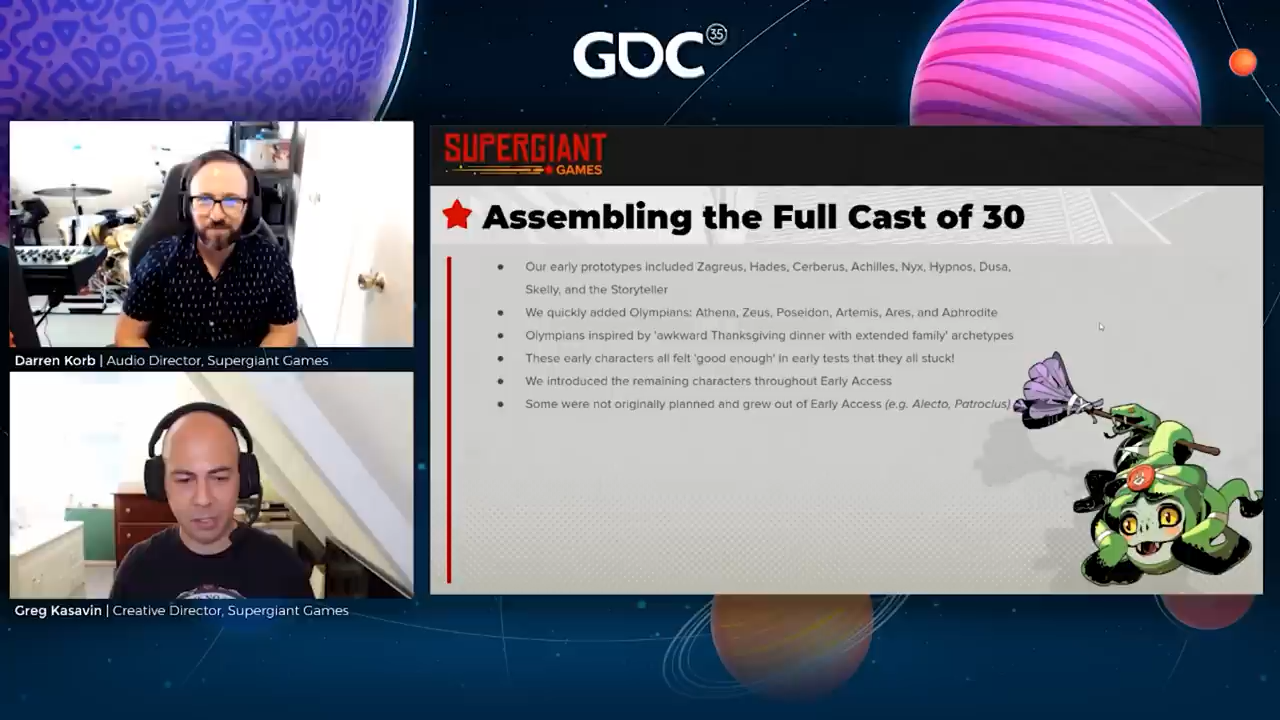 GDC 35
SUPERGIANT
GAMES
Assembling the Full Cast of 30
Our early prototypes included Zagreus, Hades, Cerberus, Achilles, Nyx, Hypnos, Dusa,
Skelly, and the Storyteller
We quickly added Olympians: Athena, Zeus, Poseidon, Artemis, Ares, and Aphrodite
Olympians inspired by 'awkward Thanksgiving dinner with extended family' archetypes
These early characters all felt 'good enough' in early tests that they all stuck!
We introduced the remaining characters throughout Early Access
Some were not originally planned and grew out of Early Access (e.g. Alecto, Patroclus)
Darren Korb | Audio Director, Supergiant Games
Greg Kasavin | Creative Director, Supergiant Games